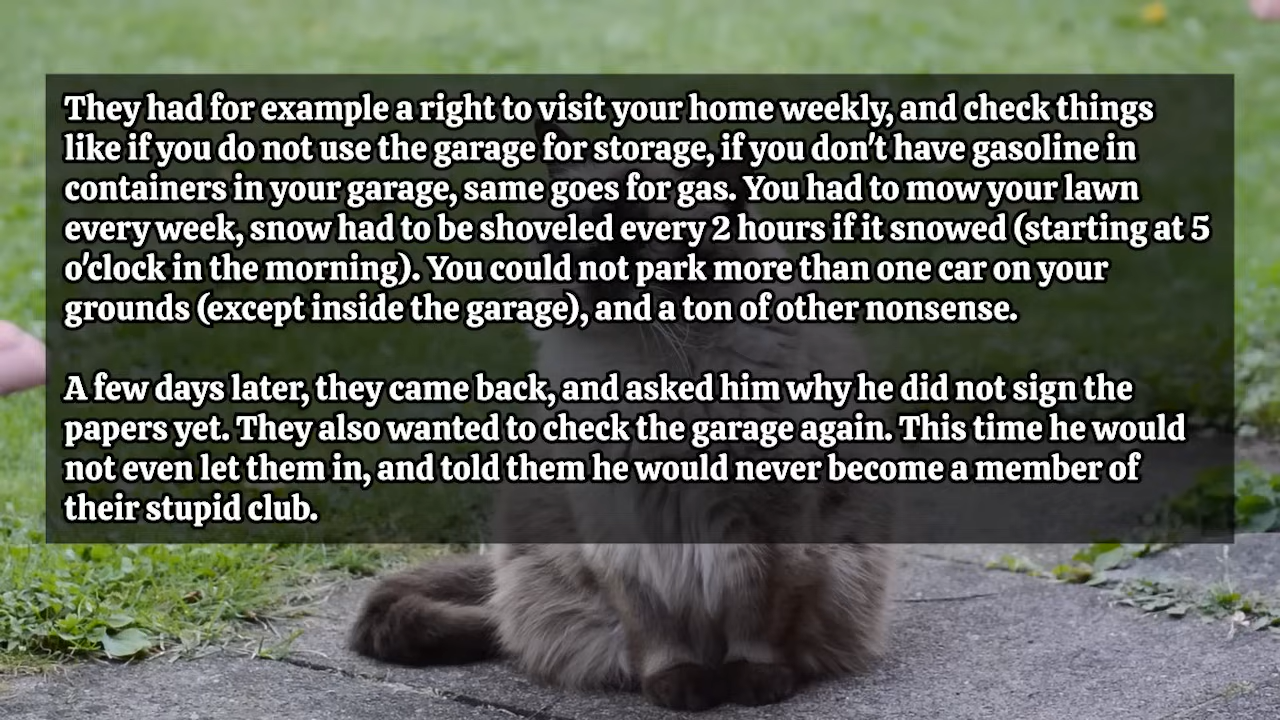 They had for example a right to visit your home weekly, and check things
like if you do not use the garage for storage, if you don't have gasoline in
containers in your garage, same goes for gas. You had to mow your lawn
every week, snow had to be shoveled every 2 hours if it snowed (starting at 5
o'clock in the morning). You could not park more than one car on your
grounds (except inside the garage), and a ton of other nonsense.
A few days later, they came back, and asked him why he did not sign the
papers yet. They also wanted to check the garage again. This time he would
not even let them in, and told them he would never become a member of
their stupid club.